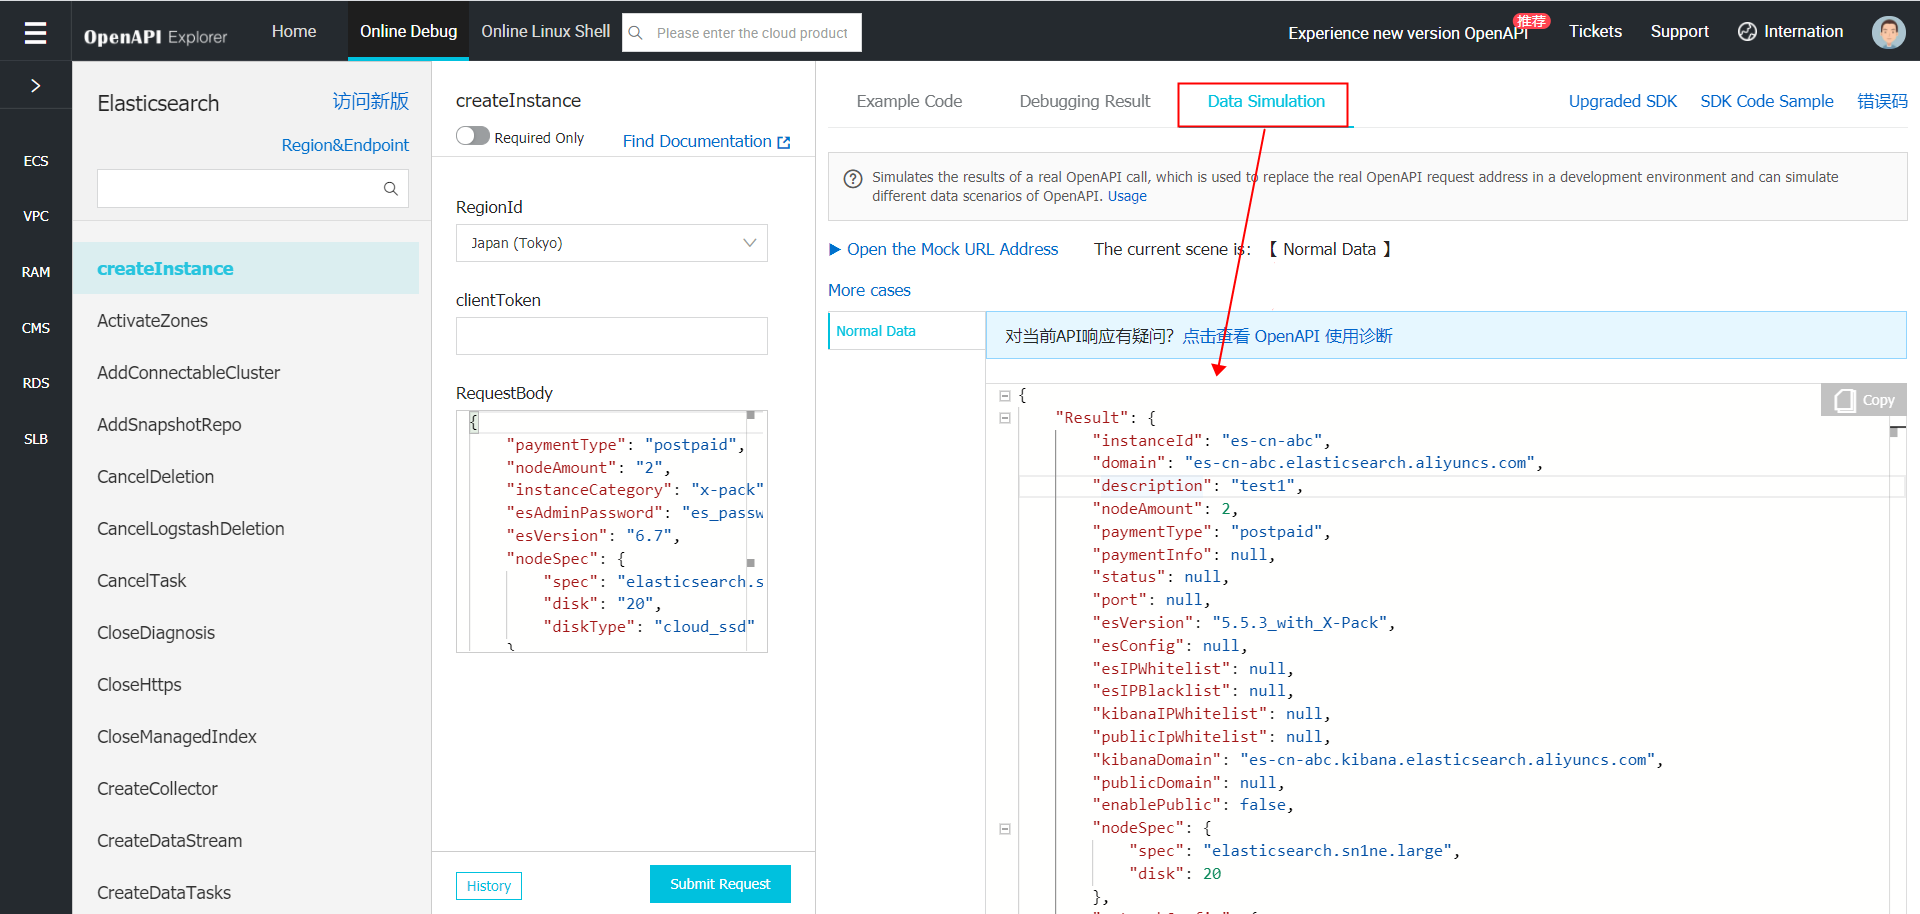 OpenAPI Explorer
Home
Online Debug
Online Linux Shell
Please enter the cloud product
Experience new version OpenAPI
推荐
Tickets
Support
Internation
ECS
VPC
RAM
CMS
RDS
SLB
Elasticsearch
访问新版
Region&Endpoint
createInstance
ActivateZones
AddConnectableCluster
AddSnapshotRepo
CancelDeletion
CancelLogstashDeletion
CancelTask
CloseDiagnosis
CloseHttps
CloseManagedIndex
CreateCollector
CreateDataStream
CreateDataTasks
createInstance
Required Only
Find Documentation
RegionId
Japan (Tokyo)
clientToken
RequestBody
{
"paymentType": "postpaid",
"nodeAmount": "2",
"instanceCategory": "x-pack"
"esAdminPassword": "es_passw
"esVersion": "6.7",
"nodeSpec": {
"spec": "elasticsearch.s
"disk": "20",
"diskType": "cloud_ssd"
}
History
Submit Request
Example Code
Debugging Result
Data Simulation
Upgraded SDK
SDK Code Sample
错误码
Simulates the results of a real OpenAPI call, which is used to replace the real OpenAPI request address in a development environment and can simulate
different data scenarios of OpenAPI. Usage
Open the Mock URL Address
The current scene is: 【 Normal Data 】
More cases
Normal Data
对当前API响应有疑问? 点击查看 OpenAPI 使用诊断
Copy
{
"Result": {
"instanceId": "es-cn-abc",
"domain": "es-cn-abc.elasticsearch.aliyuncs.com",
"description": "test1",
"nodeAmount": 2,
"paymentType": "postpaid",
"paymentInfo": null,
"status": null,
"port": null,
"esVersion": "5.5.3_with_X-Pack",
"esConfig": null,
"esIPWhitelist": null,
"esIPBlacklist": null,
"kibanaIPWhitelist": null,
"publicIpWhitelist": null,
"kibanaDomain": "es-cn-abc.kibana.elasticsearch.aliyuncs.com",
"publicDomain": null,
"enablePublic": false,
"nodeSpec": {
"spec": "elasticsearch.sn1ne.large",
"disk": 20
},